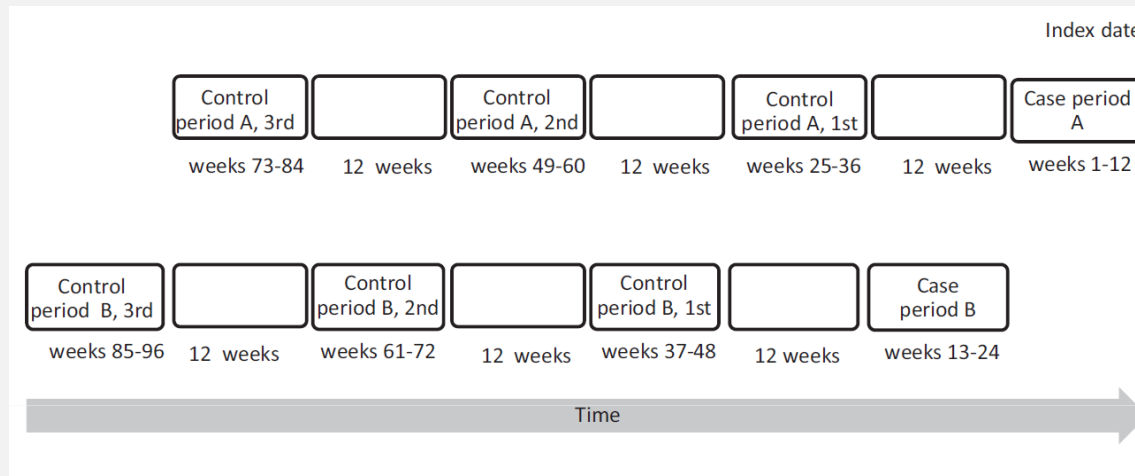 Index date
Control
period A, 3rd
Control
period A, 2nd
Control
period A, 1st
Case period
A
weeks 73-84
12 weeks
weeks 49-60
12 weeks
weeks 25-36
12 weeks
weeks 1-12
Control
period B, 3rd
Control
period B, 2nd
Control
period B, 1st
Case
period B
weeks 85-96
12 weeks
weeks 61-72
12 weeks
weeks 37-48
12 weeks
weeks 13-24
Time